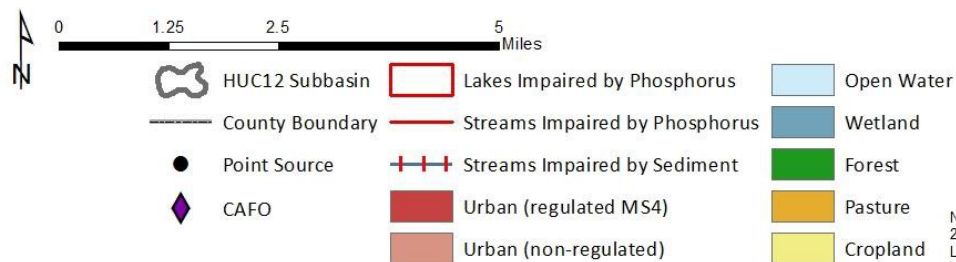 0 1.25 2.5 5
Miles
N
HUC12 Subbasin
County Boundary
Point Source
CAFO
Lakes Impaired by Phosphorus
Streams Impaired by Phosphorus
Streams Impaired by Sediment
Urban (regulated MS4)
Urban (non-regulated)
Open Water
Wetland
Forest
Pasture
Cropland
N
2
L